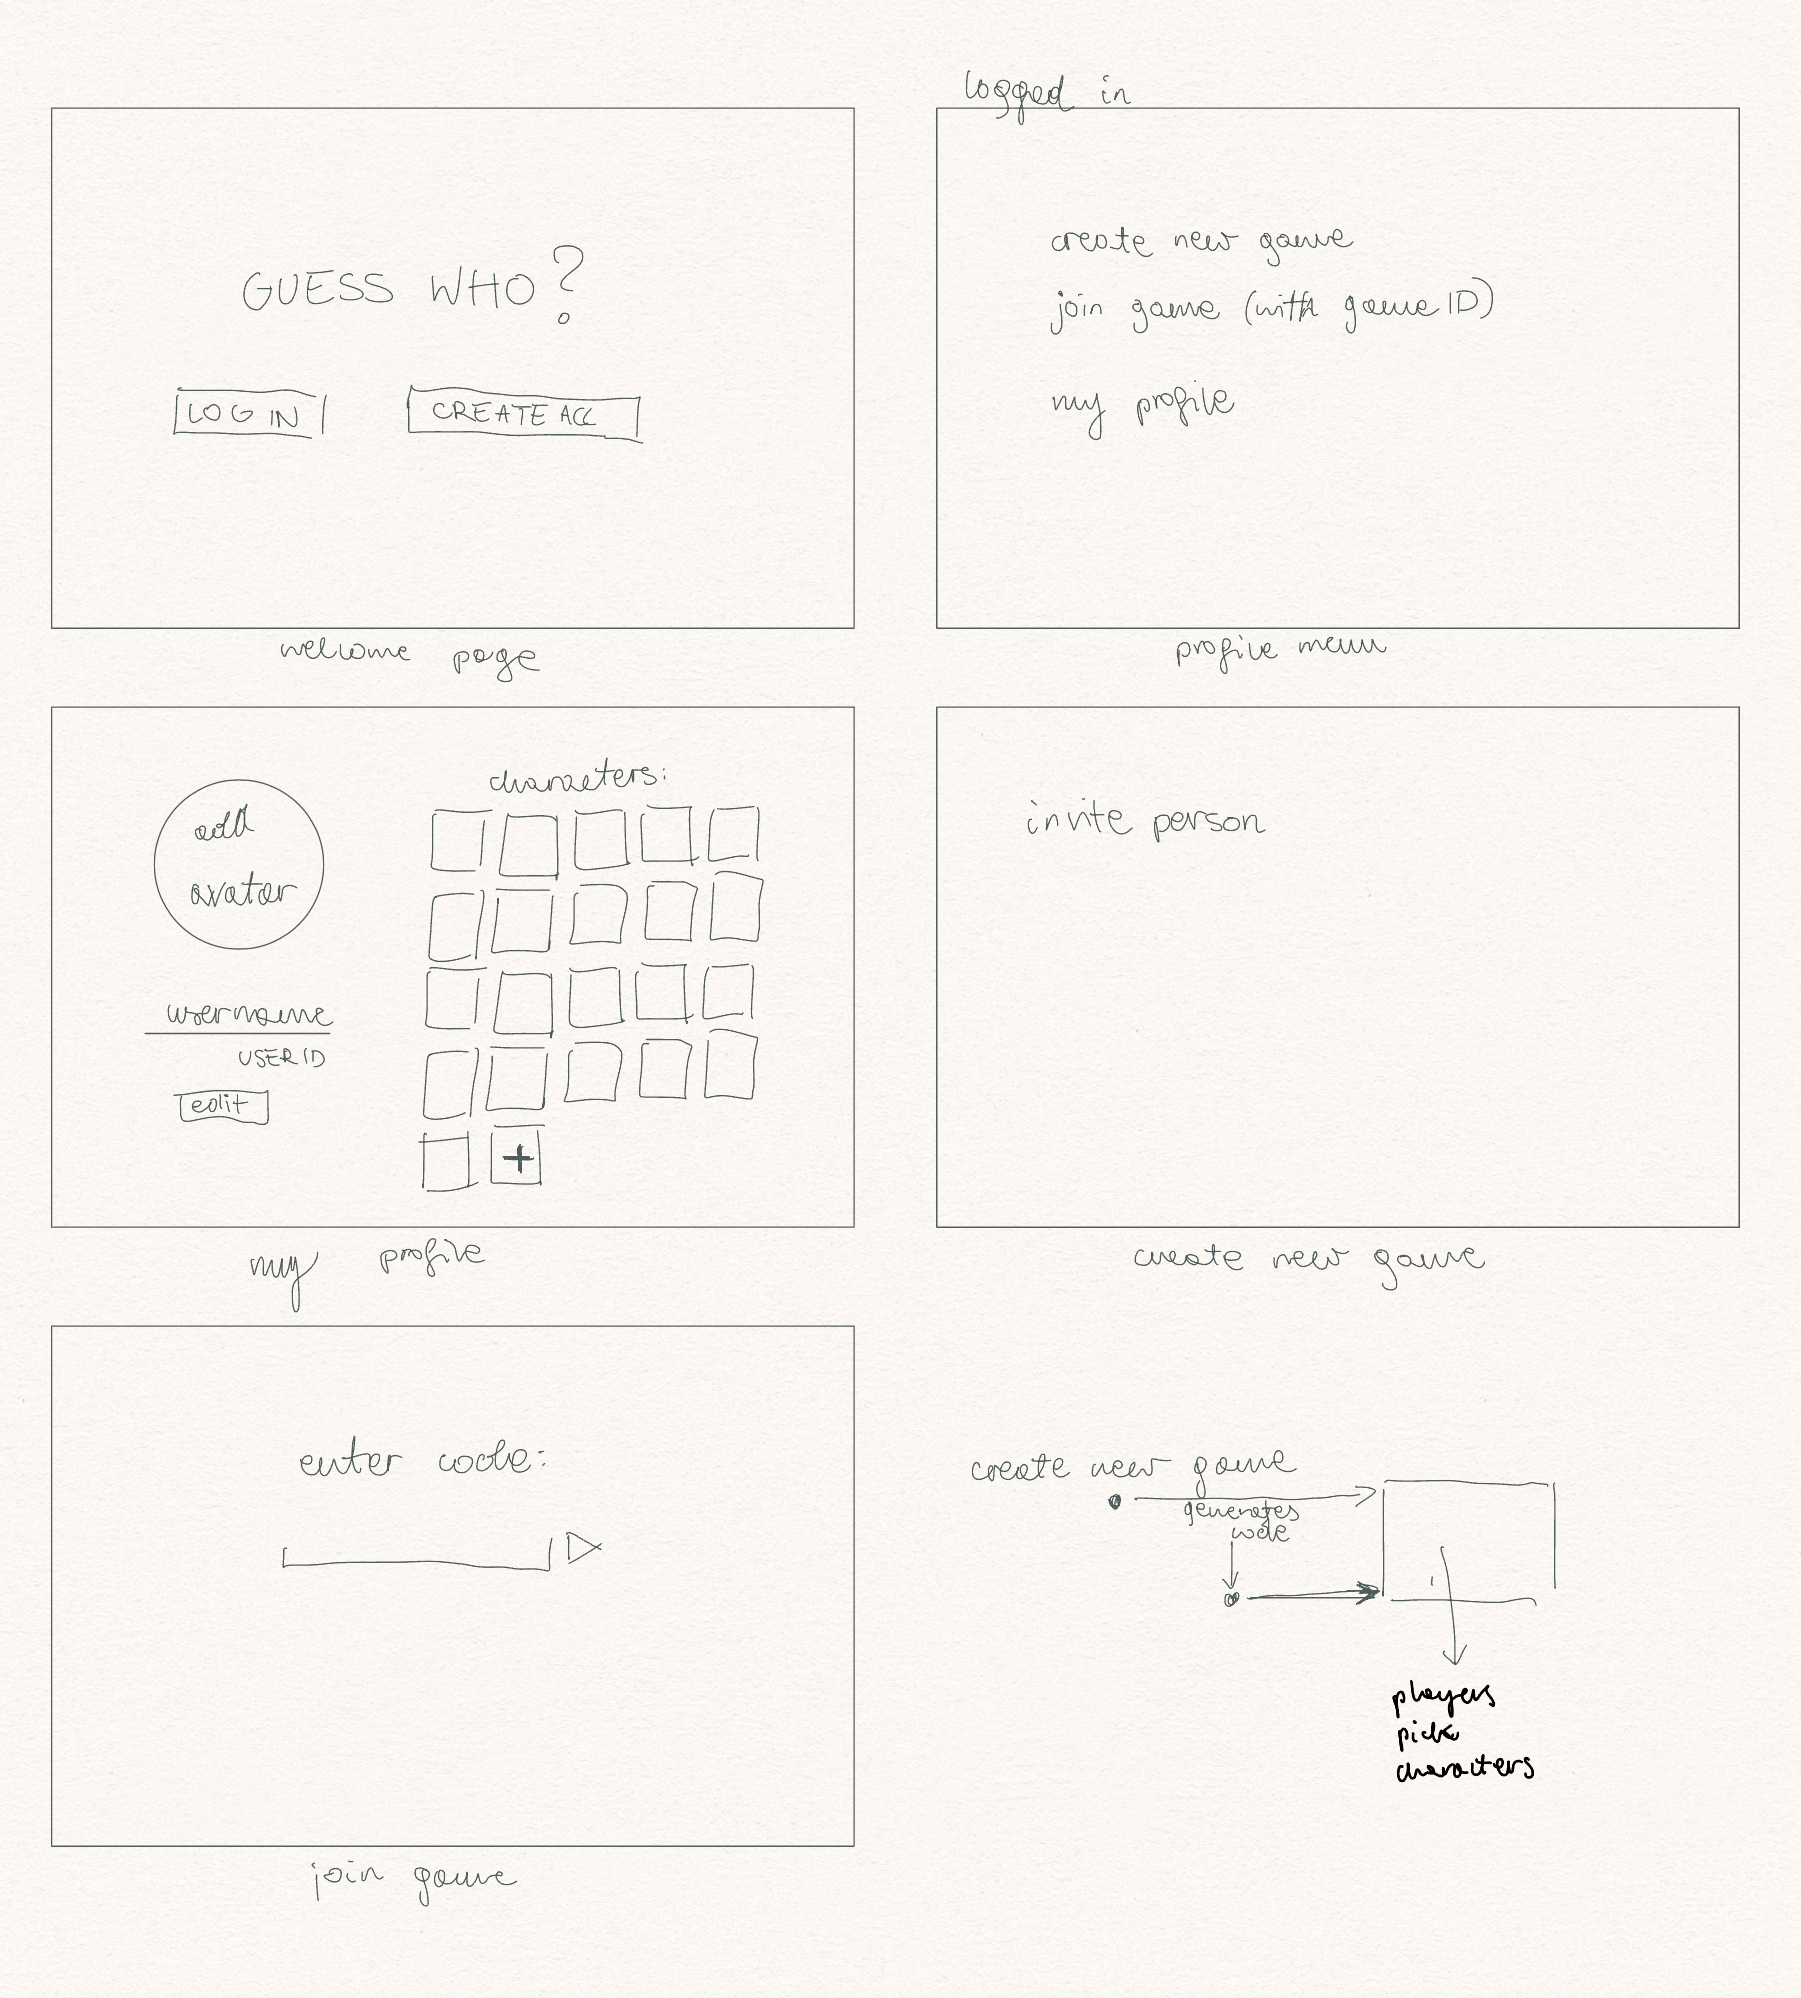 GUESS WHO?
LOG IN
CREATE ACC
welcome page
logged in
create new game
join game (with game ID)
my profile
profile menu
add
avatar
username
USER ID
edit
characters:
+
my profile
invite person
create new game
enter code:
join game
create new game
generates
code
players
pick
characters